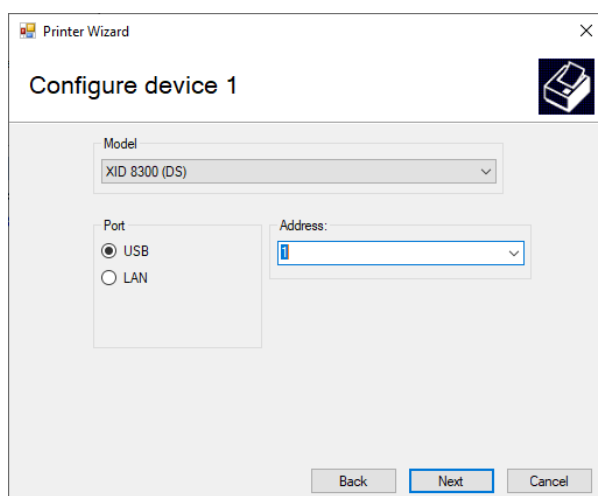 Printer Wizard
Configure device 1
Model
XID 8300 (DS)
Port
USB
LAN
Address:
1
Back
Next
Cancel